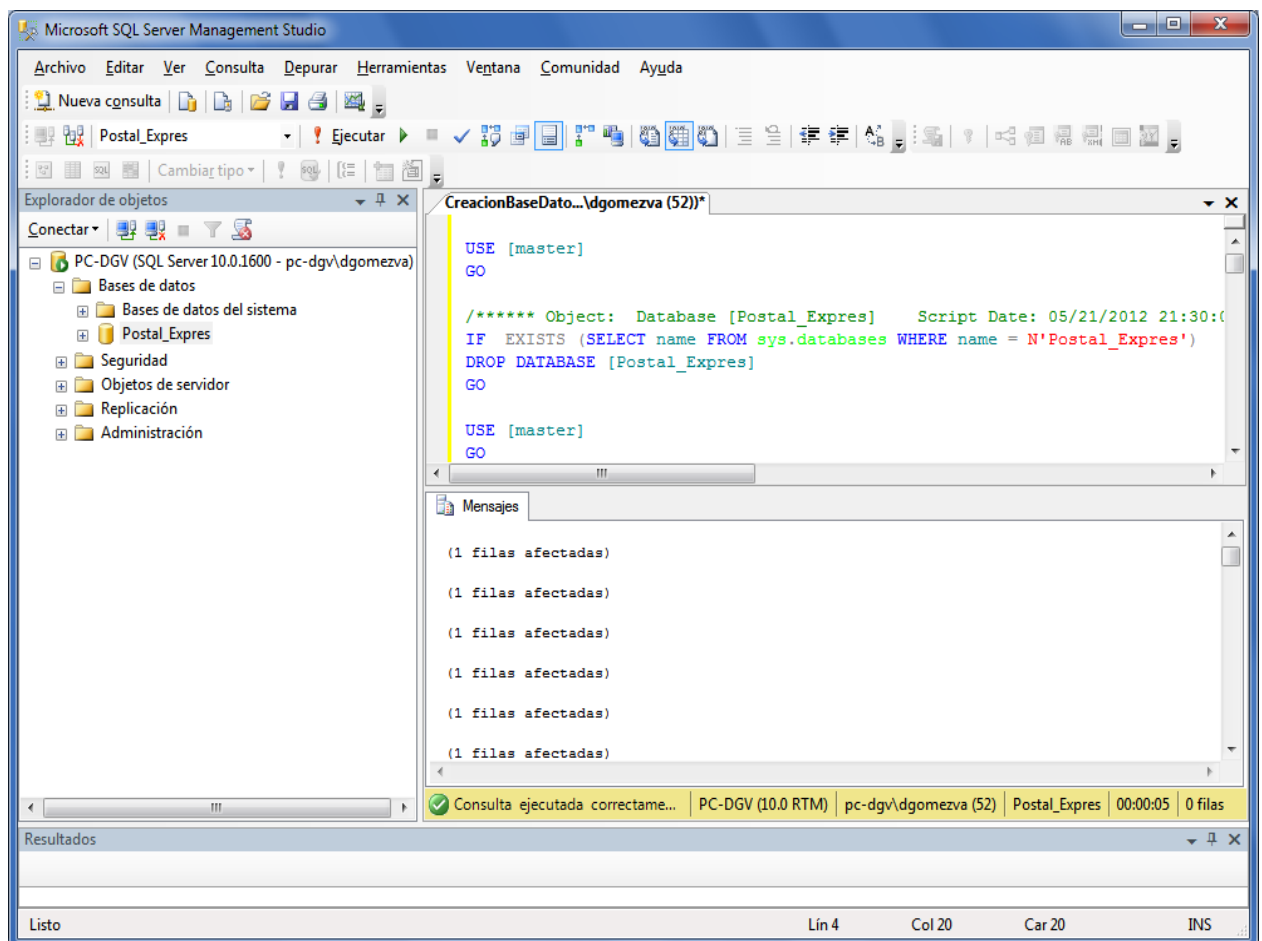 Microsoft SQL Server Management Studio
Archivo Editar Ver Consulta Depurar Herramientas Ventana Comunidad Ayuda
Nueva consulta
Postal_Expres Ejecutar
Cambiar tipo
Explorador de objetos
Conectar
PC-DGV (SQL Server 10.0.1600 - pc-dgv\dgomezva)
Bases de datos
Bases de datos del sistema
Postal_Expres
Seguridad
Objetos de servidor
Replicación
Administración
CreacionBaseDato...\dgomezva (52))*
USE [master]
GO
/****** Object: Database [Postal_Expres] Script Date: 05/21/2012 21:30:
IF EXISTS (SELECT name FROM sys.databases WHERE name = N'Postal_Expres')
DROP DATABASE [Postal_Expres]
GO
USE [master]
GO
Mensajes
(1 filas afectadas)
(1 filas afectadas)
(1 filas afectadas)
(1 filas afectadas)
(1 filas afectadas)
(1 filas afectadas)
Consulta ejecutada correctame... PC-DGV (10.0 RTM) pc-dgv\dgomezva (52) Postal_Expres 00:00:05 0 filas
Resultados
Listo Lín 4 Col 20 Car 20 INS